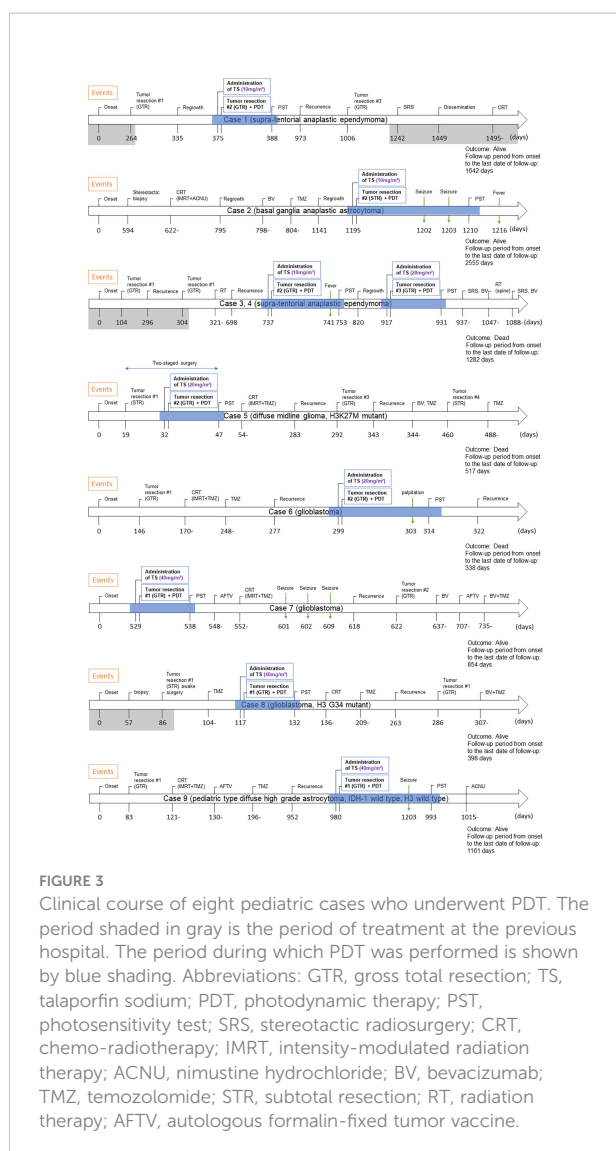 Events
Onset
Tumor resection #1 (GTR)
Regrowth
Administration of TS (10mg/m²)
Tumor resection #2 (GTR) + PDT
PST
Recurrence
Tumor resection #3 (GTR)
SRS
Dissemination
CRT
Case 1 (supra-tentorial anaplastic ependymoma)
0 264 335 375 388 973 1006 1242 1449 1495- (days)
Outcome: Alive
Follow-up period from onset
to the last date of follow-up:
1642 days
Events
Onset
Stereotactic biopsy
CRT (IMRT+ACNU)
Regrowth
BV
TMZ
Regrowth
Administration of TS (10mg/m²)
Tumor resection #2 (STR) + PDT
Seizure
Seizure
PST
Fever
Case 2 (basal ganglia anaplastic astrocytoma)
0 594 622- 795 798- 804- 1141 1195 1202 1203 1210 1216 (days)
Outcome: Alive
Follow-up period from onset
to the last date of follow-up:
2555 days
Events
Onset
Tumor resection #1 (GTR)
Recurrence
Tumor resection #1 (GTR)
RT
Recurrence
Administration of TS (10mg/m²)
Tumor resection #2 (GTR) + PDT
Fever
PST
Regrowth
Administration of TS (20mg/m²)
Tumor resection #3 (GTR) + PDT
PST
SRS, BV
RT (spine)
SRS, BV
Case 3, 4 (supra-tentorial anaplastic ependymoma)
0 104 296 304 321- 698 737 741 753 820 917 931 937- 1047- 1088- (days)
Outcome: Dead
Follow-up period from onset
to the last date of follow-up:
1282 days
Two-staged surgery
Events
Onset
Tumor resection #1 (STR)
Administration of TS (20mg/m²)
Tumor resection #2 (GTR) + PDT
PST
CRT (IMRT+TMZ)
Recurrence
Tumor resection #3 (GTR)
Recurrence
BV, TMZ
Tumor resection #4 (STR)
TMZ
Case 5 (diffuse midline glioma, H3K27M mutant)
0 19 32 47 54- 283 292 343 344- 460 488- (days)
Outcome: Dead
Follow-up period from onset
to the last date of follow-up:
517 days
Events
Onset
Tumor resection #1 (GTR)
CRT (IMRT+TMZ)
TMZ
Recurrence
Administration of TS (20mg/m²)
Tumor resection #2 (GTR) + PDT
palpitation
PST
Recurrence
Case 6 (glioblastoma)
0 146 170- 248- 277 299 303 314 322 (days)
Outcome: Dead
Follow-up period from onset
to the last date of follow-up:
338 days
Events
Onset
Administration of TS (40mg/m²)
Tumor resection #1 (GTR) + PDT
PST
AFTV
CRT (IMRT+TMZ)
Seizure
Seizure
Seizure
Recurrence
Tumor resection #2 (GTR)
BV
AFTV
BV+TMZ
Case 7 (glioblastoma)
0 529 538 548- 552- 601 602 609 618 622 637- 707- 735- (days)
Outcome: Alive
Follow-up period from onset
to the last date of follow-up:
854 days
Events
Onset
biopsy
Tumor resection #1 (STR) awake surgery
TMZ
Administration of TS (40mg/m²)
Tumor resection #1 (GTR) + PDT
PST
CRT
TMZ
Recurrence
Tumor resection #1 (GTR)
BV+TMZ
Case 8 (glioblastoma, H3 G34 mutant)
0 57 86 104- 117 132 136- 209- 263 286 307- (days)
Outcome: Alive
Follow-up period from onset
to the last date of follow-up:
398 days
Events
Onset
Tumor resection #1 (GTR)
CRT (IMRT+TMZ)
AFTV
TMZ
Recurrence
Administration of TS (40mg/m²)
Tumor resection #1 (GTR) + PDT
Seizure
PST
ACNU
Case 9 (pediatric type diffuse high grade astrocytoma, IDH-1 wild type, H3 wild type)
0 83 121- 130- 196- 952 980 1203 993 1015- (days)
Outcome: Alive
Follow-up period from onset
to the last date of follow-up:
1161 days
FIGURE 3
Clinical course of eight pediatric cases who underwent PDT. The
period shaded in gray is the period of treatment at the previous
hospital. The period during which PDT was performed is shown
by blue shading. Abbreviations: GTR, gross total resection; TS,
talaporfin sodium; PDT, photodynamic therapy; PST,
photosensitivity test; SRS, stereotactic radiosurgery; CRT,
chemo-radiotherapy; IMRT, intensity-modulated radiation
therapy; ACNU, nimustine hydrochloride; BV, bevacizumab;
TMZ, temozolomide; STR, subtotal resection; RT, radiation
therapy; AFTV, autologous formalin-fixed tumor vaccine.